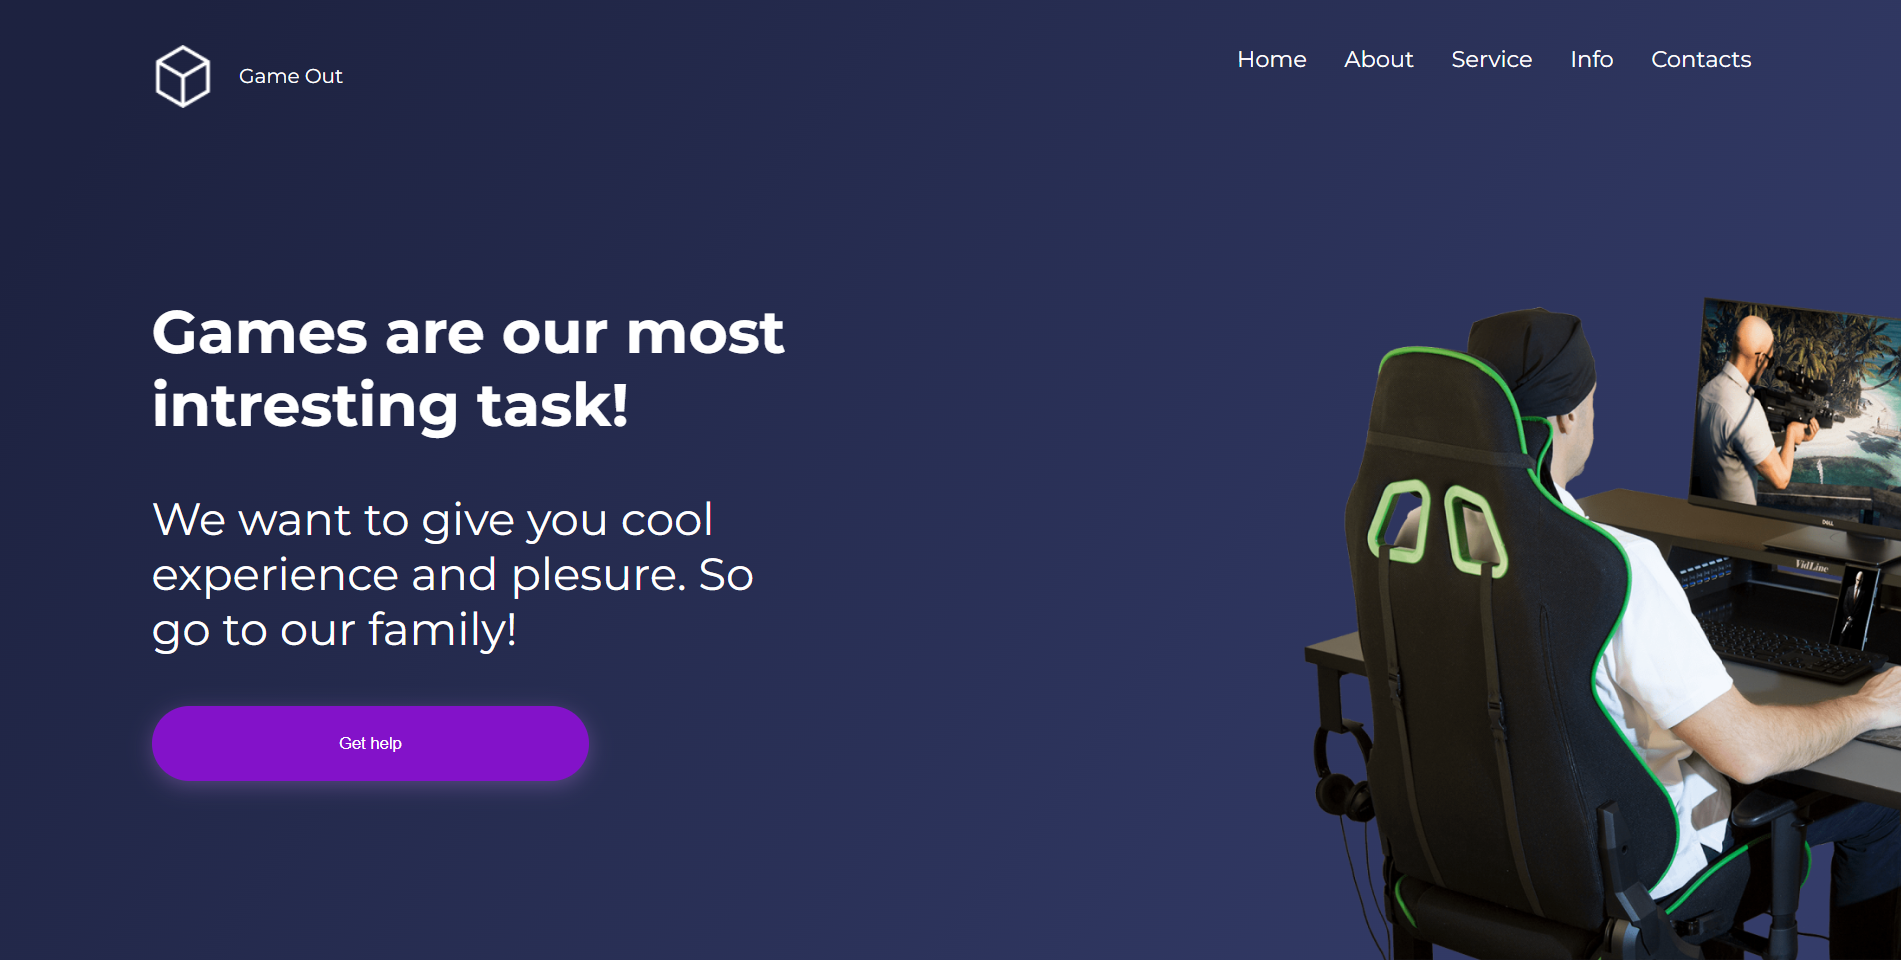 Game Out
Home About Service Info Contacts
Games are our most
intresting task!
We want to give you cool
experience and plesure. So
go to our family!
Get help
DELL
VidLine